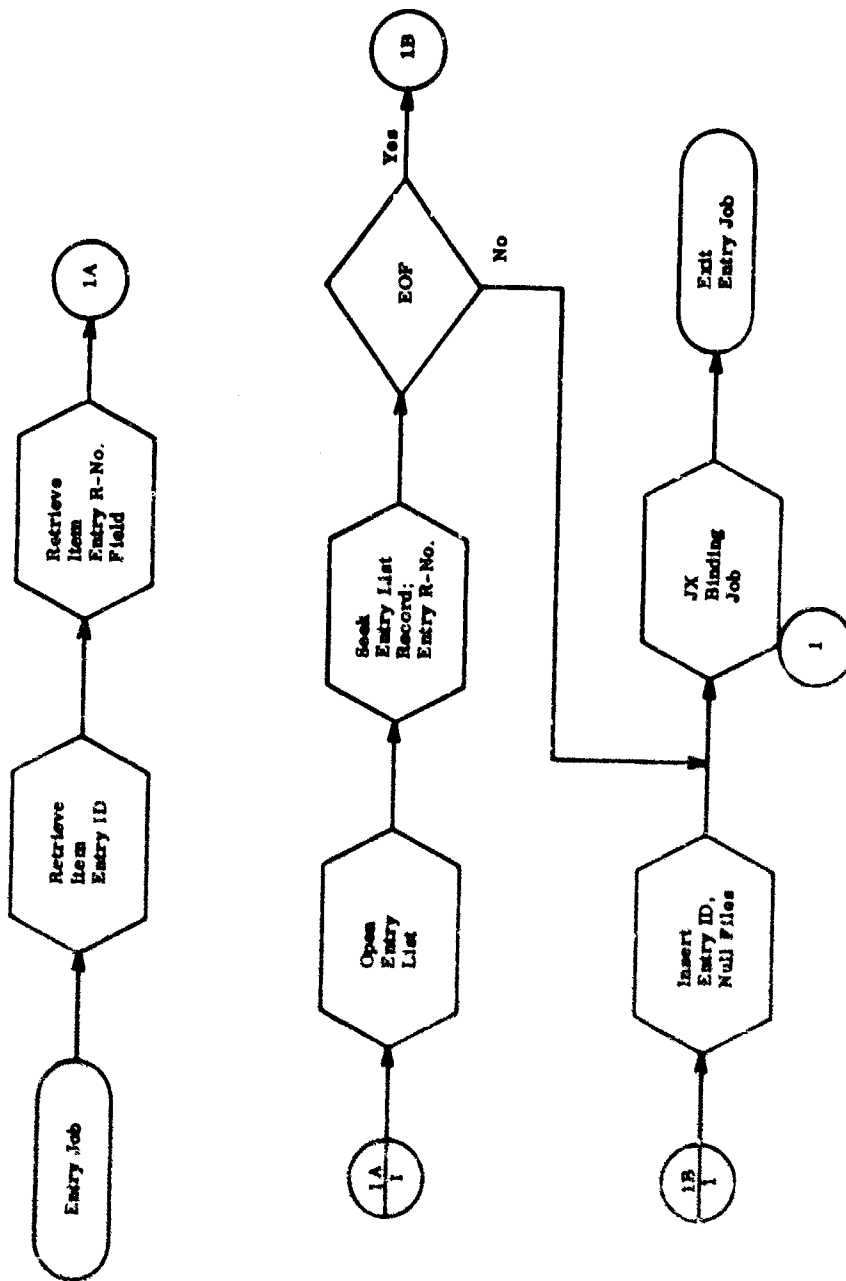 Entry Job
Retrieve
Item
Entry ID
Retrieve
Item
Entry R-No.
Field
1A
1A
1
Open
Entry
List
Seek
Entry List
Record;
Entry R-No.
EOF
Yes
1B
No
1B
1
Insert
Entry ID,
Null Files
JX
Binding
Job
1
Exit
Entry Job